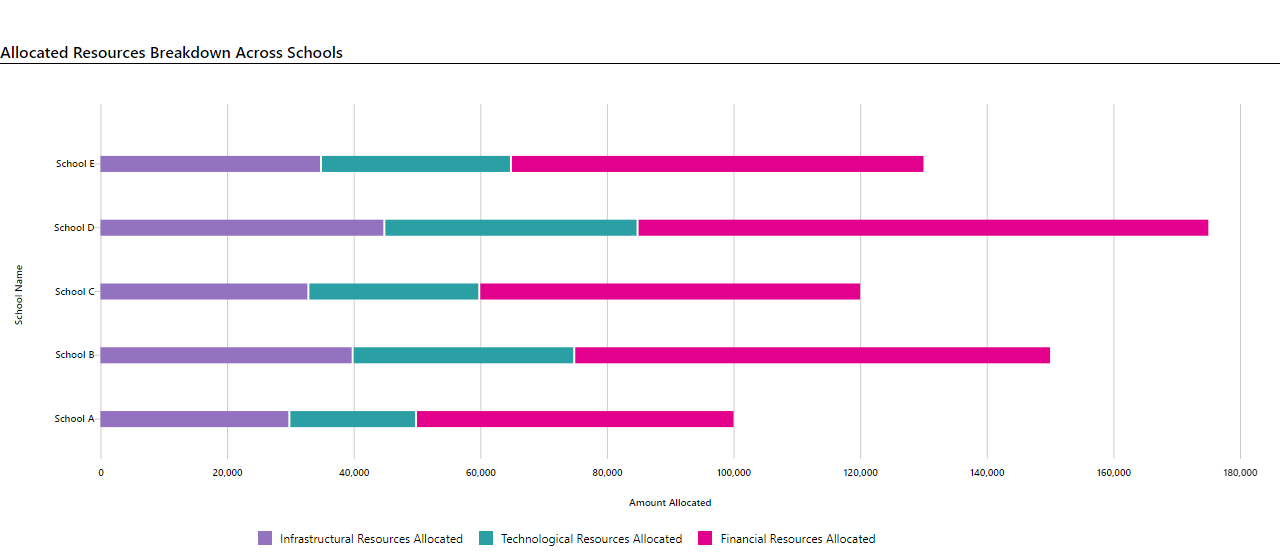 Allocated Resources Breakdown Across Schools
School E
School D
School C
School B
School A
School Name
0 20,000 40,000 60,000 80,000 100,000 120,000 140,000 160,000 180,000
Amount Allocated
Infrastructural Resources Allocated Technological Resources Allocated Financial Resources Allocated